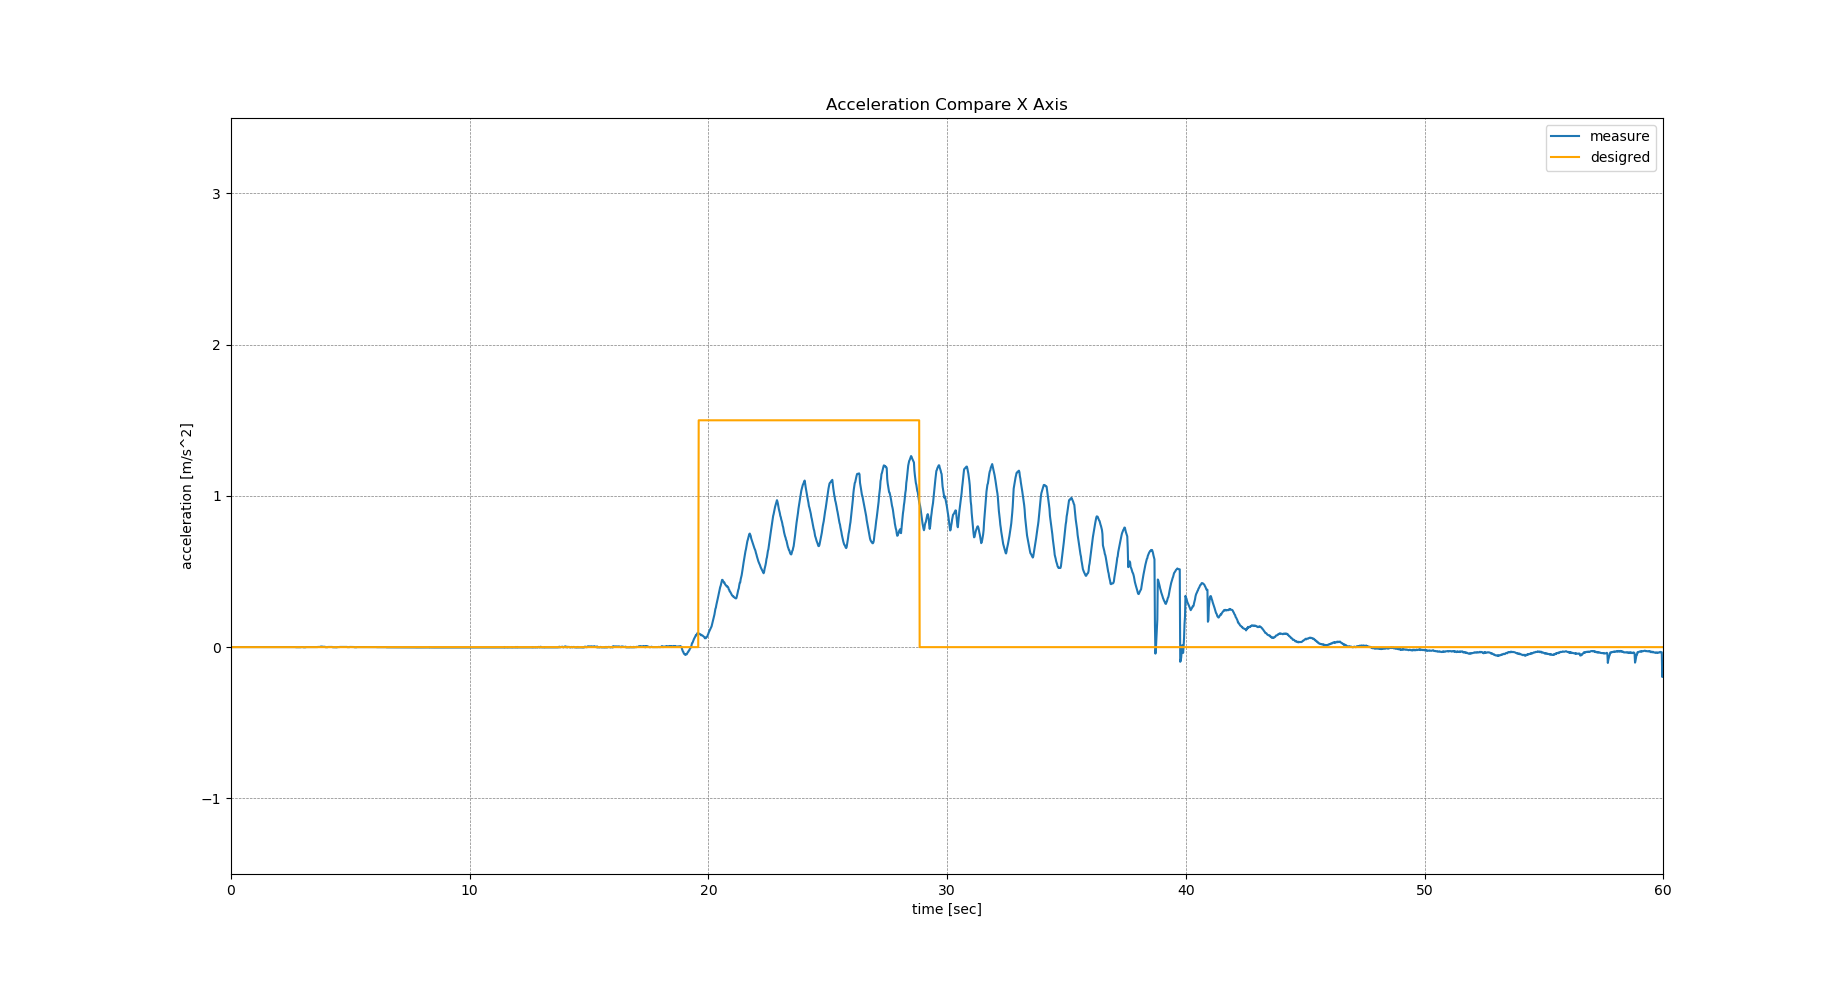 Acceleration Compare X Axis
measure
desigred
3
2
1
0
−1
acceleration [m/s^2]
0 10 20 30 40 50 60
time [sec]